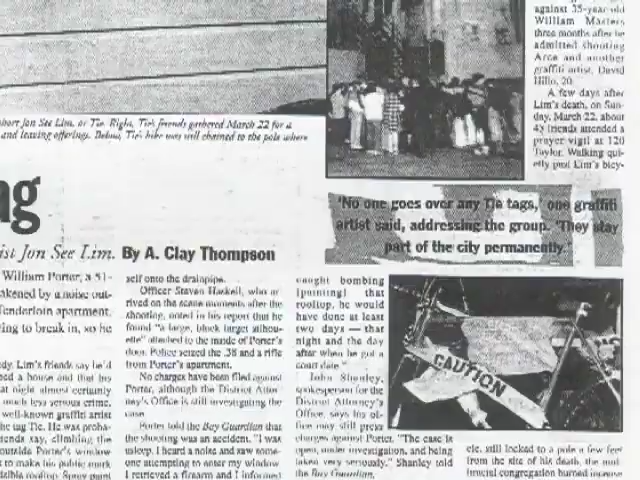 against 35-year-old
William Masters
three months after he
admitted shooting
Arce and another
graffiti artist, David
Hillo, 20.
A few days after
Lim's death, on Sun-
day, March 22, about
45 friends attended a
prayer vigil at 120
Taylor. Walking qui-
etly past Lim's bicy-
Jon See Lim, or Tie. Right, Tie's friends gathered March 22 for a
and leaving offerings. Below, Tie's bike was still chained to the pole where
'No one goes over any Tie tags,' one graffiti
artist said, addressing the group. 'They stay
part of the city permanently.'
ist Jon See Lim. By A. Clay Thompson
William Porter, a 51-
akened by a noise out-
Tenderloin apartment.
ing to break in, so he
dy. Lim's friends say he'd
ed a house and that his
at night almost certainly
much less serious crime.
well-known graffiti artist
he tag Tie. He was proba-
iends say, climbing the
outside Porter's window
to make his public mark
rooftop. Spray paint
self onto the drainpipe.
Officer Steven Haskell, who ar-
rived on the scene moments after the
shooting, noted in his report that he
found "a large, black target silhou-
ette" attached to the inside of Porter's
door. Police seized the .38 and a rifle
from Porter's apartment.
No charges have been filed against
Porter, although the District Attor-
ney's Office is still investigating the
case.
Porter told the Bay Guardian that
the shooting was an accident. "I was
asleep. I heard a noise and saw some-
one attempting to enter my window.
I retrieved a firearm and I informed
caught bombing
[painting] that
rooftop, he would
have done at least
two days — that
night and the day
after when he got a
court date."
John Shanley,
spokesperson for the
District Attorney's
Office, says his of-
fice may still press
charges against Porter. "The case is
open, under investigation, and being
taken very seriously," Shanley told
the Bay Guardian.
CAUTION
cle, still locked to a pole a few feet
from the site of his death, the mul-
tiracial congregation burned incense